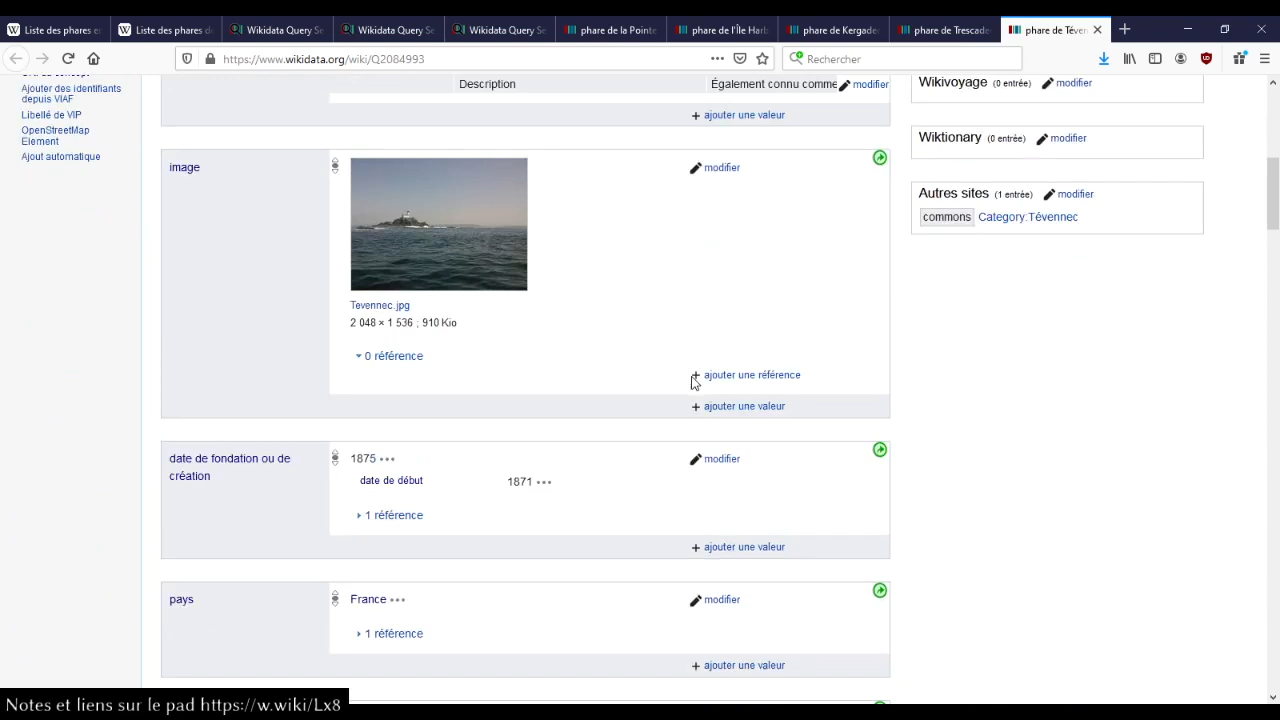 Liste des phares e
Liste des phares d
Wikidata Query S
Wikidata Query Se
Wikidata Query Se
phare de la Pointe
phare de l'Île Harb
phare de Kergade
phare de Trescade
phare de Téven
https://www.wikidata.org/wiki/Q2084993
Rechercher
Ajouter des identifiants
depuis VIAF
Libellé de VIP
OpenStreetMap
Element
Ajout automatique
Description
Également connu comme
modifier
+ ajouter une valeur
image
modifier
Tevennec.jpg
2 048 × 1 536 ; 910 Kio
0 référence
+ ajouter une référence
+ ajouter une valeur
date de fondation ou de
création
1875
modifier
date de début
1871
1 référence
+ ajouter une valeur
pays
France
modifier
1 référence
+ ajouter une valeur
Wikivoyage (0 entrée) modifier
Wiktionary (0 entrée) modifier
Autres sites (1 entrée) modifier
commons Category:Tévennec
Notes et liens sur le pad https://w.wiki/Lx8